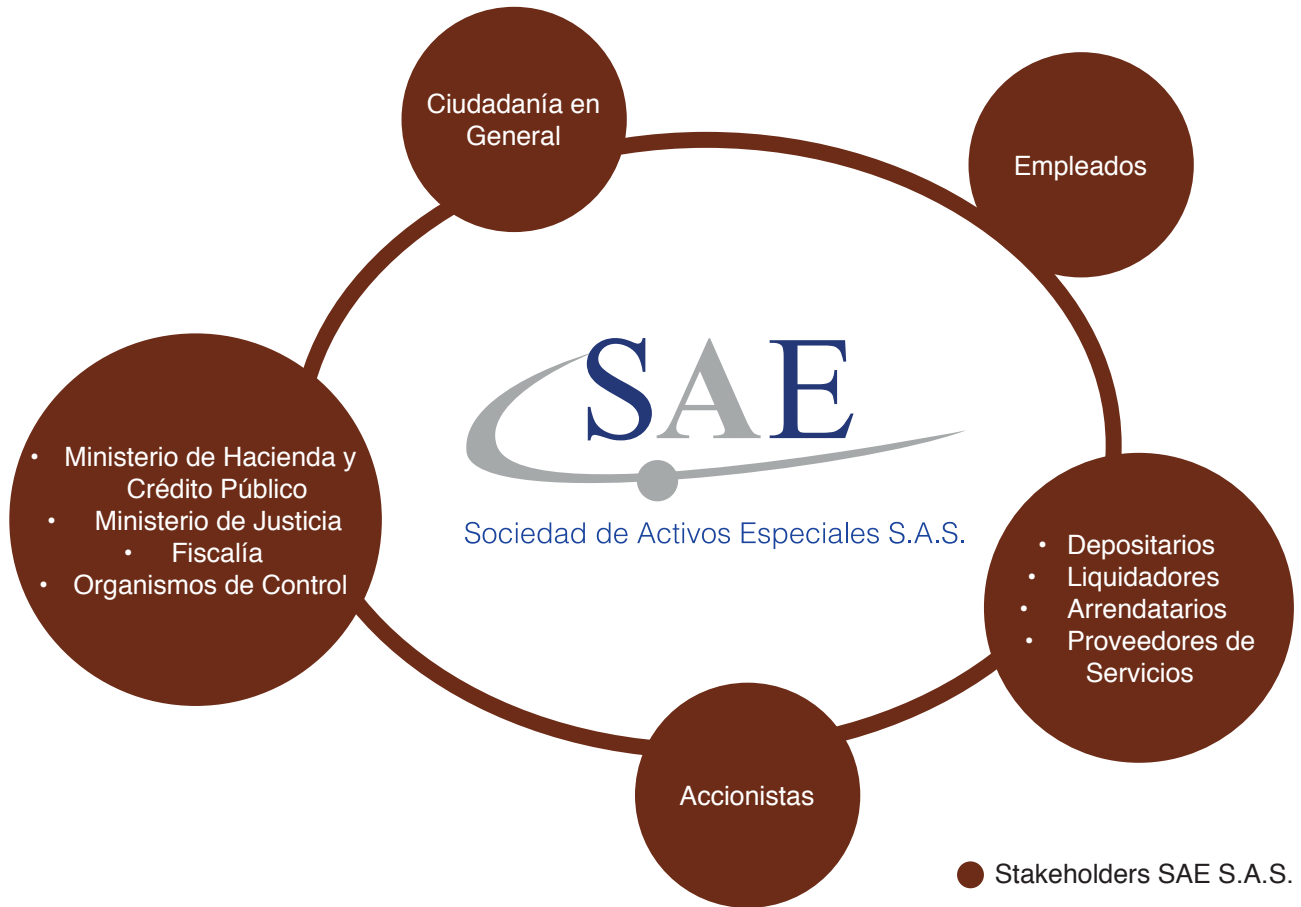 Ciudadanía en
General
Empleados
SAE
Sociedad de Activos Especiales S.A.S.
• Ministerio de Hacienda y
Crédito Público
• Ministerio de Justicia
• Fiscalía
• Organismos de Control
• Depositarios
• Liquidadores
• Arrendatarios
• Proveedores de
Servicios
Accionistas
Stakeholders SAE S.A.S.